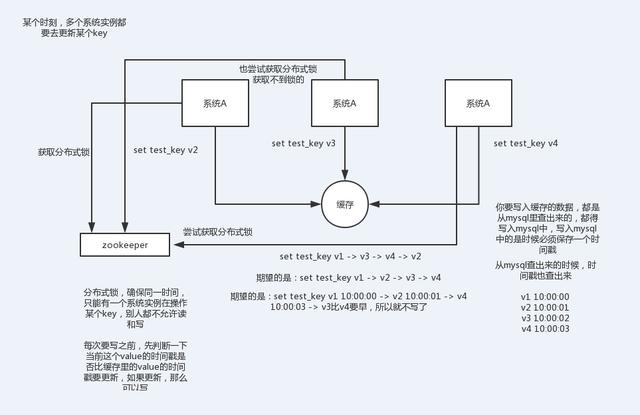 某个时刻，多个系统实例都
要去更新某个key
也尝试获取分布式锁
获取不到锁的
系统A
系统A
系统A
获取分布式锁
set test_key v2
set test_key v3
set test_key v4
缓存
zookeeper
尝试获取分布式锁
set test_key v1 -> v3 -> v4 -> v2
期望的是：set test_key v1 -> v2 -> v3 -> v4
期望的是：set test_key v1 10:00:00 -> v2 10:00:01 -> v4
10:00:03 -> v3比v4要早，所以就不写了
你要写入缓存的数据，都是
从mysql里查出来的，都得
写入mysql中，写入mysql
中的是时候必须保存一个时
间戳
从mysql查出来的时候，时
间戳也查出来
v1 10:00:00
v2 10:00:01
v3 10:00:02
v4 10:00:03
分布式锁，确保同一时间，
只能有一个系统实例在操作
某个key，别人都不允许读
和写
每次要写之前，先判断一下
当前这个value的时间戳是
否比缓存里的value的时间
戳要更新，如果更新，那么
可以写